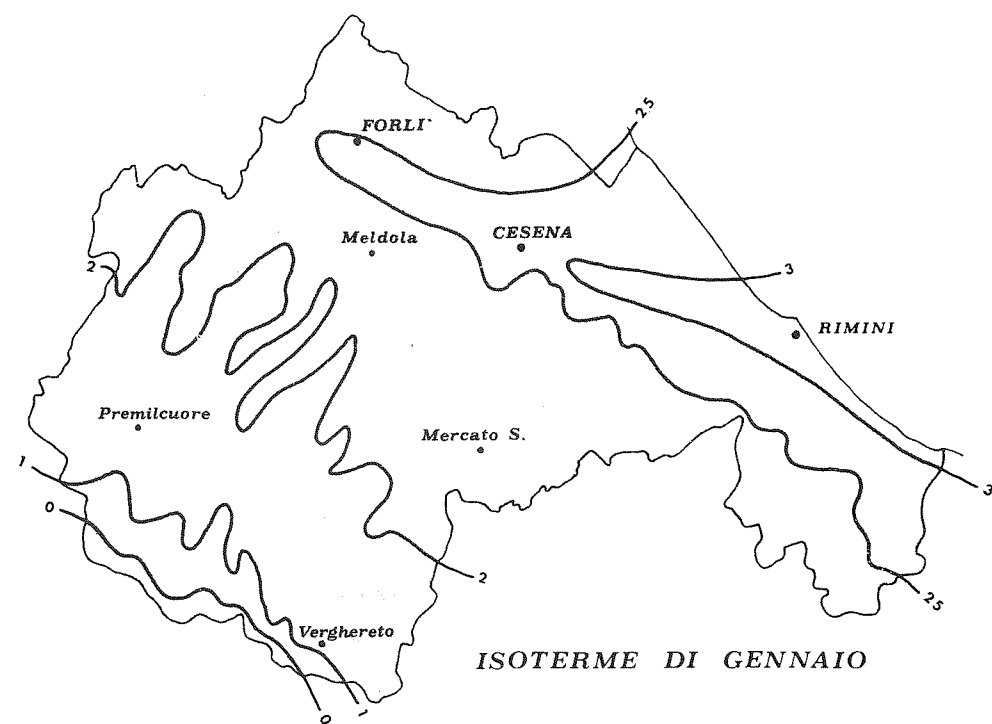 25
FORLI`
CESENA
Meldola
2
3
RIMINI
Premilcuore
Mercato S.
1
3
0
2
25
Verghereto
ISOTERME DI GENNAIO
0
1